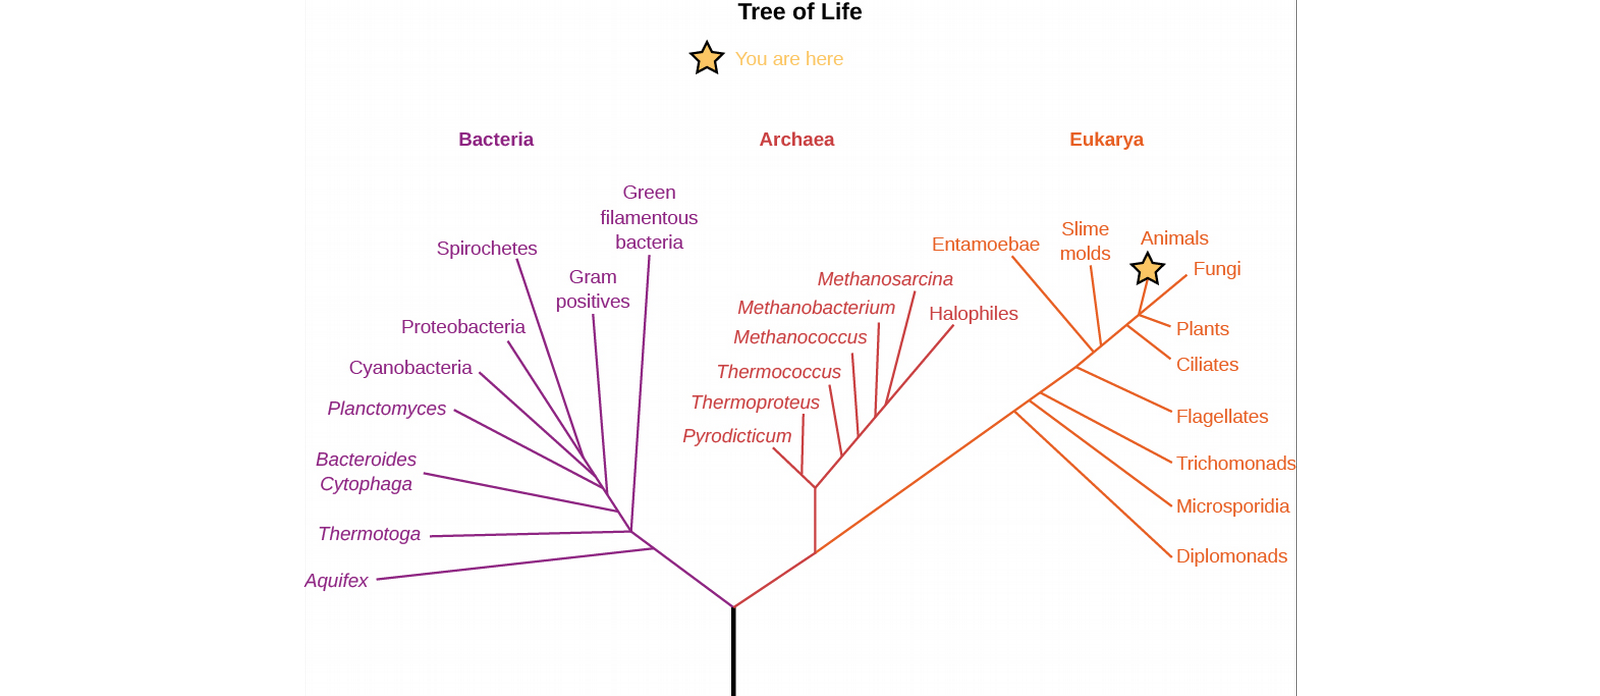 Tree of Life
You are here
Bacteria
Archaea
Eukarya
Green
filamentous
bacteria
Spirochetes
Gram
positives
Proteobacteria
Cyanobacteria
Planctomyces
Bacteroides
Cytophaga
Thermotoga
Aquifex
Methanosarcina
Methanobacterium
Halophiles
Methanococcus
Thermococcus
Thermoproteus
Pyrodicticum
Entamoebae
Slime
molds
Animals
Fungi
Plants
Ciliates
Flagellates
Trichomonads
Microsporidia
Diplomonads